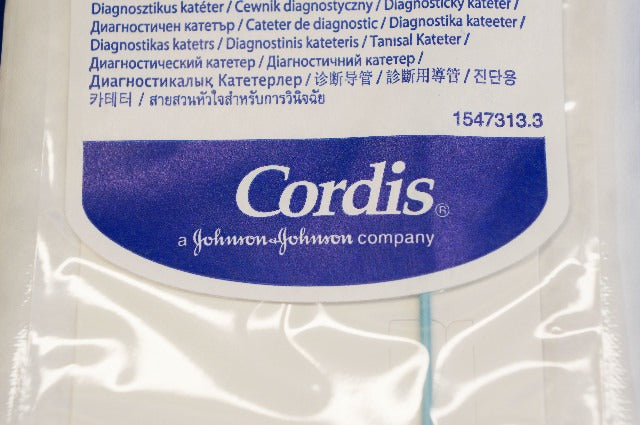 Diagnosztikus katéter / Cewnik diagnostyczny / Diagnostický katéter /
Диагностичен катетър / Cateter de diagnostic / Diagnostika kateeter /
Diagnostikas katetrs / Diagnostinis kateteris / Tanısal Kateter /
Диагностический катетер / Діагностичний катетер /
Диагностикалық Катетерлер / 诊断导管 / 診斷用導管 / 진단용
카테터 / สายสวนหัวใจสำหรับการวินิจฉัย
1547313.3
Cordis®
a Johnson&Johnson company